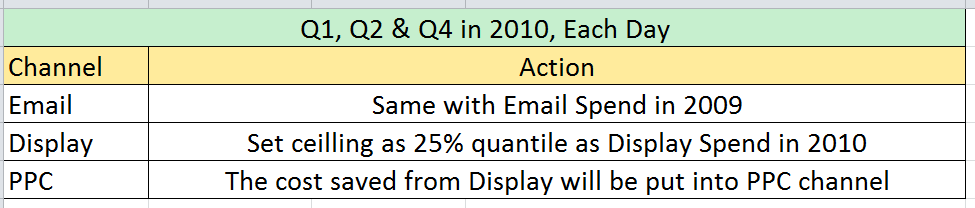 Q1, Q2 & Q4 in 2010, Each Day
Channel Action
Email Same with Email Spend in 2009
Display Set ceilling as 25% quantile as Display Spend in 2010
PPC The cost saved from Display will be put into PPC channel